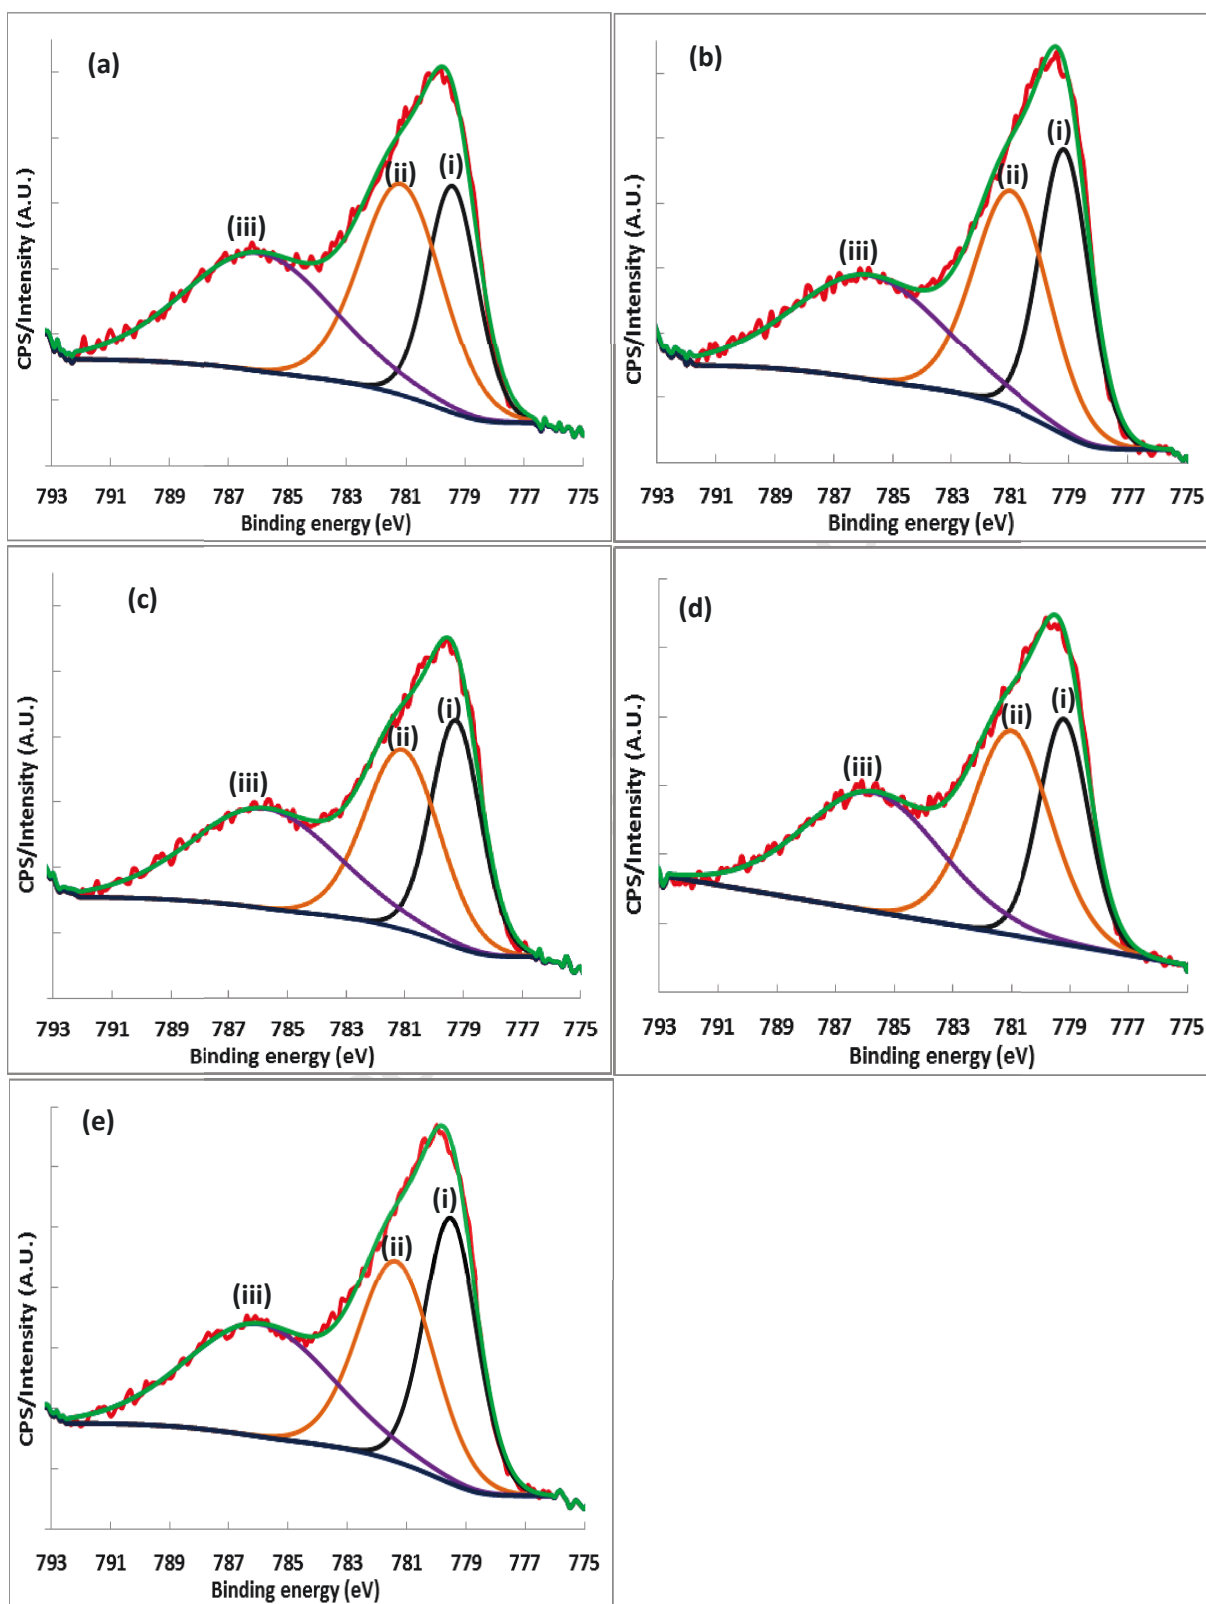 (a)
(i)
(ii)
(iii)
CPS/Intensity (A.U.)
793 791 789 787 785 783 781 779 777 775
Binding energy (eV)
(b)
(i)
(ii)
(iii)
CPS/Intensity (A.U.)
793 791 789 787 785 783 781 779 777 775
Binding energy (eV)
(c)
(i)
(ii)
(iii)
CPS/Intensity (A.U.)
793 791 789 787 785 783 781 779 777 775
Binding energy (eV)
(d)
(i)
(ii)
(iii)
CPS/Intensity (A.U.)
793 791 789 787 785 783 781 779 777 775
Binding energy (eV)
(e)
(i)
(ii)
(iii)
CPS/Intensity (A.U.)
793 791 789 787 785 783 781 779 777 775
Binding energy (eV)